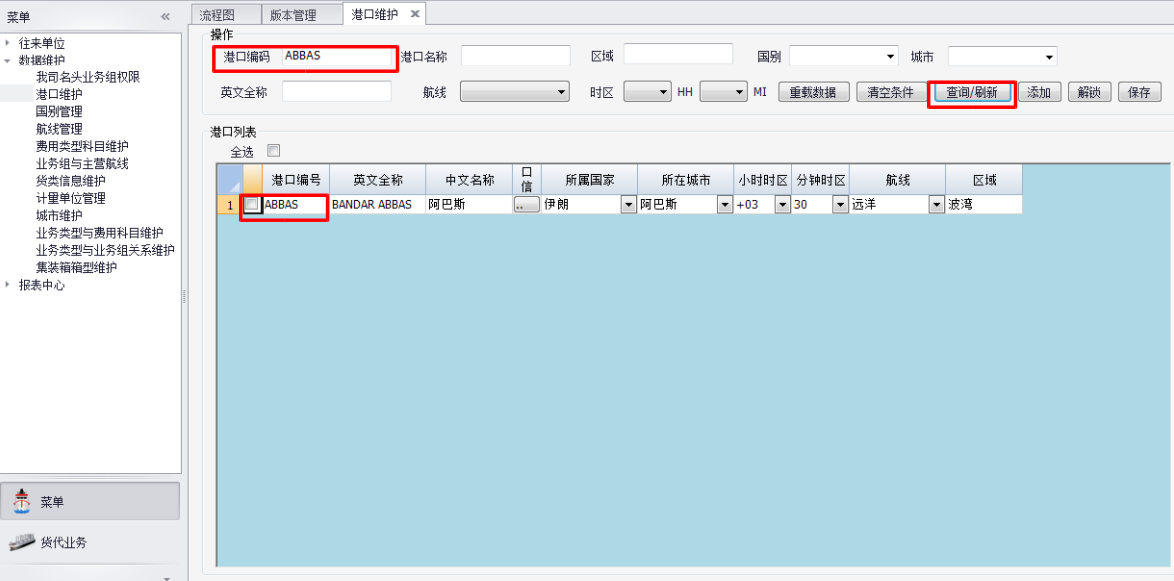 菜单 «
往来单位
数据维护
我司名头业务组权限
港口维护
国别管理
航线管理
费用类型科目维护
业务组与主营航线
货类信息维护
计量单位管理
城市维护
业务类型与费用科目维护
业务类型与业务组关系维护
集装箱箱型维护
报表中心
菜单
货代业务
流程图 版本管理 港口维护 ×
操作
港口编码 ABBAS 港口名称 区域 国别 城市
英文全称 航线 时区 HH MI 重载数据 清空条件 查询/刷新 添加 解锁 保存
港口列表
全选
港口编号 英文全称 中文名称 口信 所属国家 所在城市 小时时区 分钟时区 航线 区域
1 ABBAS BANDAR ABBAS 阿巴斯 .. 伊朗 阿巴斯 +03 30 远洋 波湾